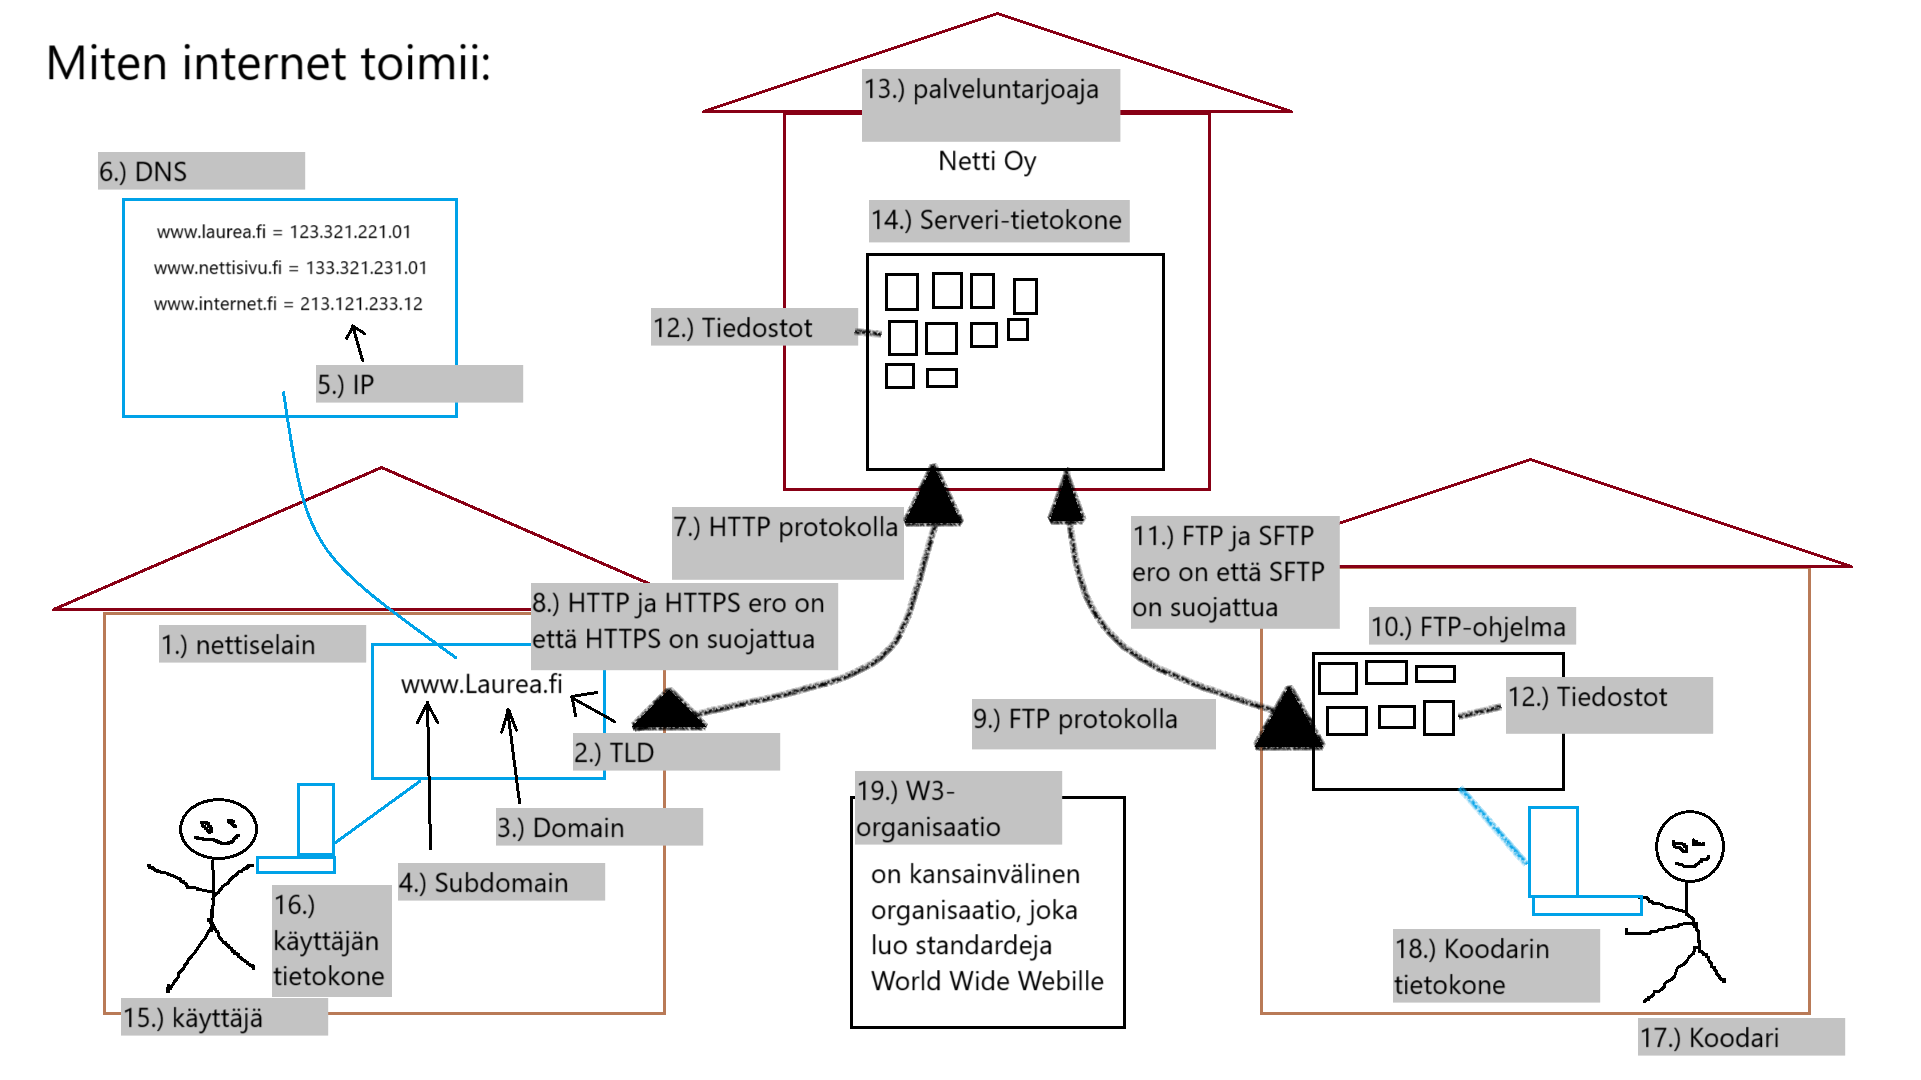 Miten internet toimii:
13.) palveluntarjoaja
Netti Oy
14.) Serveri-tietokone
12.) Tiedostot
6.) DNS
www.laurea.fi = 123.321.221.01
www.nettisivu.fi = 133.321.231.01
www.internet.fi = 213.121.233.12
5.) IP
7.) HTTP protokolla
8.) HTTP ja HTTPS ero on
että HTTPS on suojattua
1.) nettiselain
www.Laurea.fi
2.) TLD
3.) Domain
4.) Subdomain
16.)
käyttäjän
tietokone
15.) käyttäjä
11.) FTP ja SFTP
ero on että SFTP
on suojattua
9.) FTP protokolla
10.) FTP-ohjelma
12.) Tiedostot
19.) W3-
organisaatio
on kansainvälinen
organisaatio, joka
luo standardeja
World Wide Webille
18.) Koodarin
tietokone
17.) Koodari